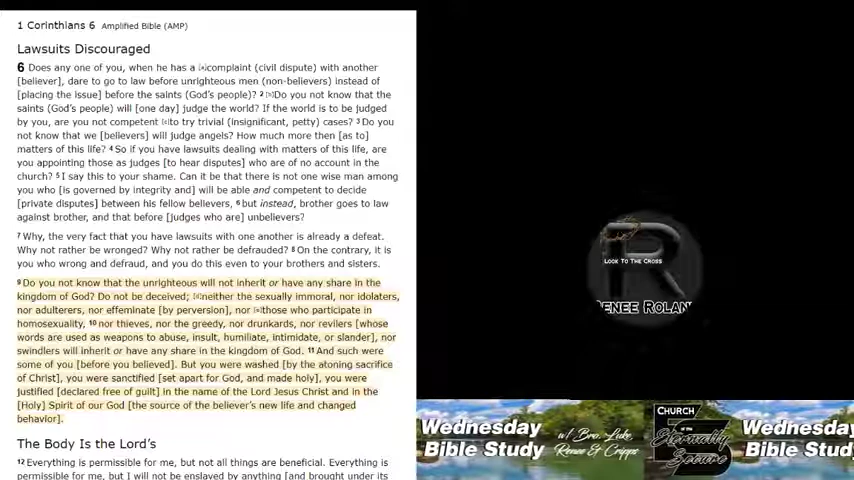 1 Corinthians 6 Amplified Bible (AMP)
Lawsuits Discouraged
6 Does any one of you, when he has a [a]complaint (civil dispute) with another
[believer], dare to go to law before unrighteous men (non-believers) instead of
[placing the issue] before the saints (God's people)? 2 [b]Do you not know that the
saints (God's people) will [one day] judge the world? If the world is to be judged
by you, are you not competent [c]to try trivial (insignificant, petty) cases? 3 Do you
not know that we [believers] will judge angels? How much more then [as to]
matters of this life? 4 So if you have lawsuits dealing with matters of this life, are
you appointing those as judges [to hear disputes] who are of no account in the
church? 5 I say this to your shame. Can it be that there is not one wise man among
you who [is governed by integrity and] will be able and competent to decide
[private disputes] between his fellow believers, 6 but instead, brother goes to law
against brother, and that before [judges who are] unbelievers?
7 Why, the very fact that you have lawsuits with one another is already a defeat.
Why not rather be wronged? Why not rather be defrauded? 8 On the contrary, it is
you who wrong and defraud, and you do this even to your brothers and sisters.
9 Do you not know that the unrighteous will not inherit or have any share in the
kingdom of God? Do not be deceived; [d]neither the sexually immoral, nor idolaters,
nor adulterers, nor effeminate [by perversion], nor [e]those who participate in
homosexuality, 10 nor thieves, nor the greedy, nor drunkards, nor revilers [whose
words are used as weapons to abuse, insult, humiliate, intimidate, or slander], nor
swindlers will inherit or have any share in the kingdom of God. 11 And such were
some of you [before you believed]. But you were washed [by the atoning sacrifice
of Christ], you were sanctified [set apart for God, and made holy], you were
justified [declared free of guilt] in the name of the Lord Jesus Christ and in the
[Holy] Spirit of our God [the source of the believer's new life and changed
behavior].
The Body Is the Lord's
12 Everything is permissible for me, but not all things are beneficial. Everything is
permissible for me, but I will not be enslaved by anything [and brought under its
R
LOOK TO THE CROSS
RENEE ROLAN
Wednesday
Bible Study
w/ Bro. Luke,
Renee & Cripps
CHURCH
of the
Eternally
Secure
Wednesday
Bible Study